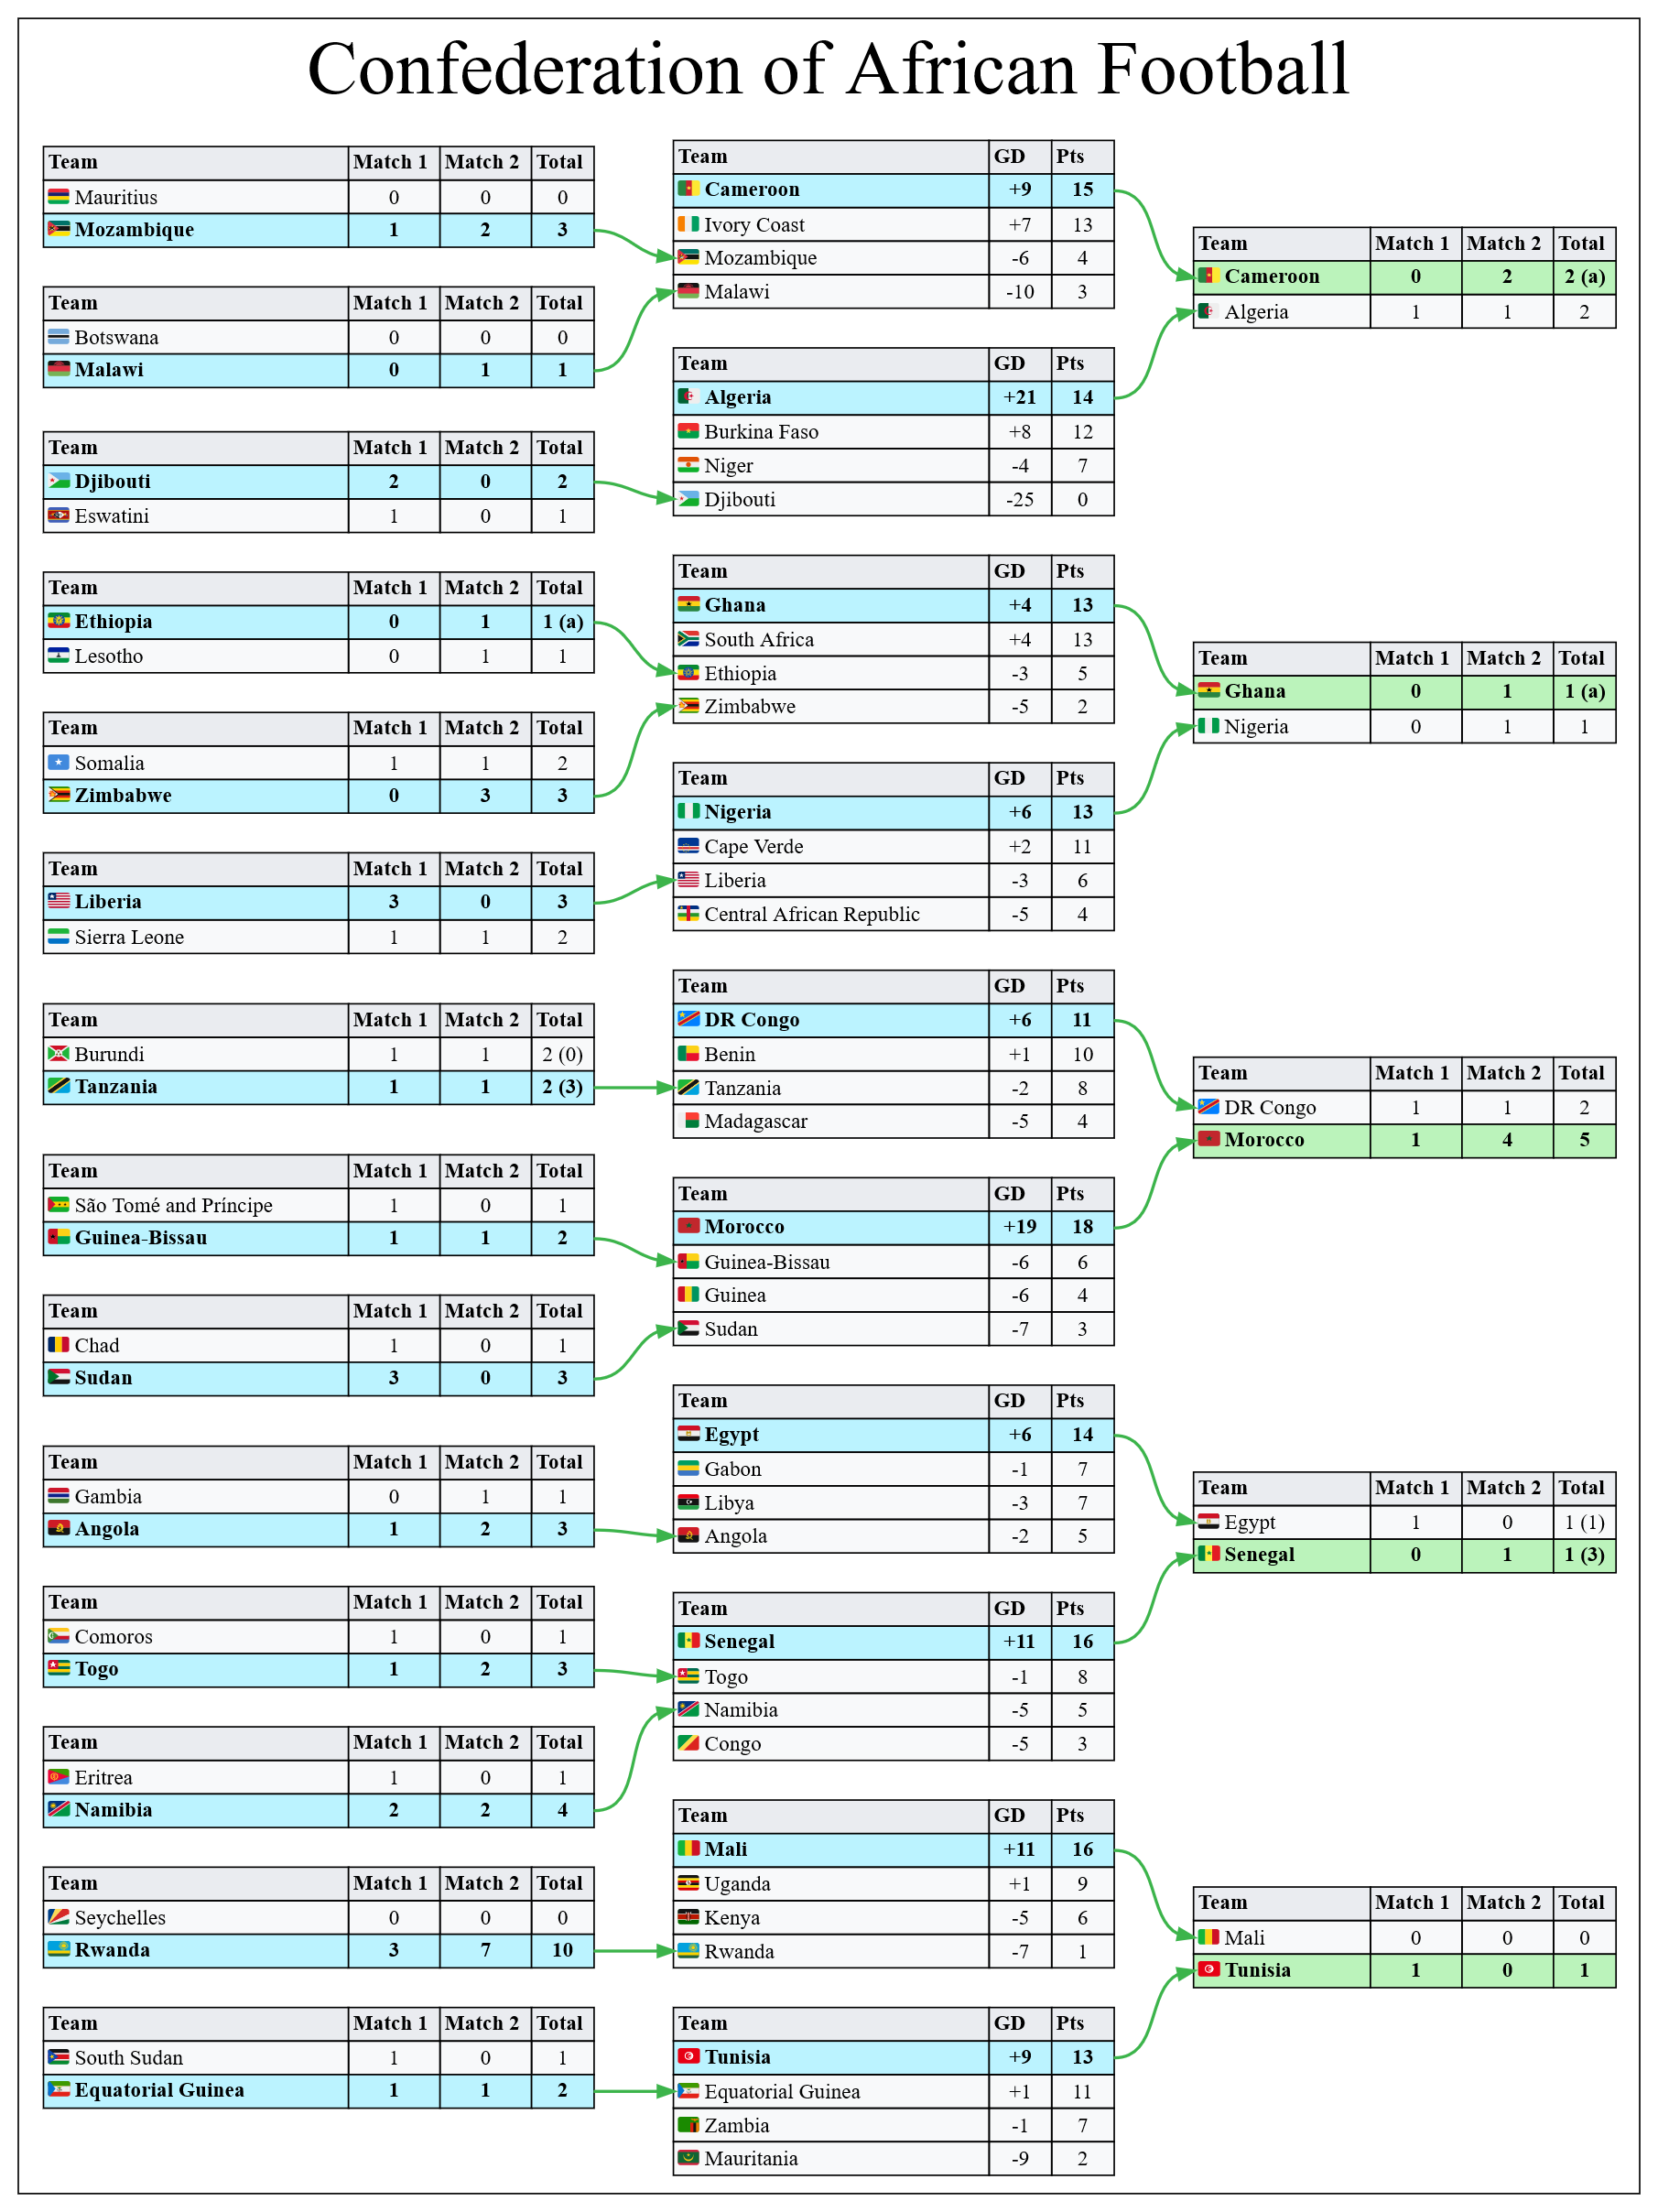 Confederation of African Football
Team Match 1 Match 2 Total
Mauritius 0 0 0
Mozambique 1 2 3
Team Match 1 Match 2 Total
Botswana 0 0 0
Malawi 0 1 1
Team Match 1 Match 2 Total
Djibouti 2 0 2
Eswatini 1 0 1
Team Match 1 Match 2 Total
Ethiopia 0 1 1 (a)
Lesotho 0 1 1
Team Match 1 Match 2 Total
Somalia 1 1 2
Zimbabwe 0 3 3
Team Match 1 Match 2 Total
Liberia 3 0 3
Sierra Leone 1 1 2
Team Match 1 Match 2 Total
Burundi 1 1 2 (0)
Tanzania 1 1 2 (3)
Team Match 1 Match 2 Total
São Tomé and Príncipe 1 0 1
Guinea-Bissau 1 1 2
Team Match 1 Match 2 Total
Chad 1 0 1
Sudan 3 0 3
Team Match 1 Match 2 Total
Gambia 0 1 1
Angola 1 2 3
Team Match 1 Match 2 Total
Comoros 1 0 1
Togo 1 2 3
Team Match 1 Match 2 Total
Eritrea 1 0 1
Namibia 2 2 4
Team Match 1 Match 2 Total
Seychelles 0 0 0
Rwanda 3 7 10
Team Match 1 Match 2 Total
South Sudan 1 0 1
Equatorial Guinea 1 1 2
Team GD Pts
Cameroon +9 15
Ivory Coast +7 13
Mozambique -6 4
Malawi -10 3
Team GD Pts
Algeria +21 14
Burkina Faso +8 12
Niger -4 7
Djibouti -25 0
Team GD Pts
Ghana +4 13
South Africa +4 13
Ethiopia -3 5
Zimbabwe -5 2
Team GD Pts
Nigeria +6 13
Cape Verde +2 11
Liberia -3 6
Central African Republic -5 4
Team GD Pts
DR Congo +6 11
Benin +1 10
Tanzania -2 8
Madagascar -5 4
Team GD Pts
Morocco +19 18
Guinea-Bissau -6 6
Guinea -6 4
Sudan -7 3
Team GD Pts
Egypt +6 14
Gabon -1 7
Libya -3 7
Angola -2 5
Team GD Pts
Senegal +11 16
Togo -1 8
Namibia -5 5
Congo -5 3
Team GD Pts
Mali +11 16
Uganda +1 9
Kenya -5 6
Rwanda -7 1
Team GD Pts
Tunisia +9 13
Equatorial Guinea +1 11
Zambia -1 7
Mauritania -9 2
Team Match 1 Match 2 Total
Cameroon 0 2 2 (a)
Algeria 1 1 2
Team Match 1 Match 2 Total
Ghana 0 1 1 (a)
Nigeria 0 1 1
Team Match 1 Match 2 Total
DR Congo 1 1 2
Morocco 1 4 5
Team Match 1 Match 2 Total
Egypt 1 0 1 (1)
Senegal 0 1 1 (3)
Team Match 1 Match 2 Total
Mali 0 0 0
Tunisia 1 0 1